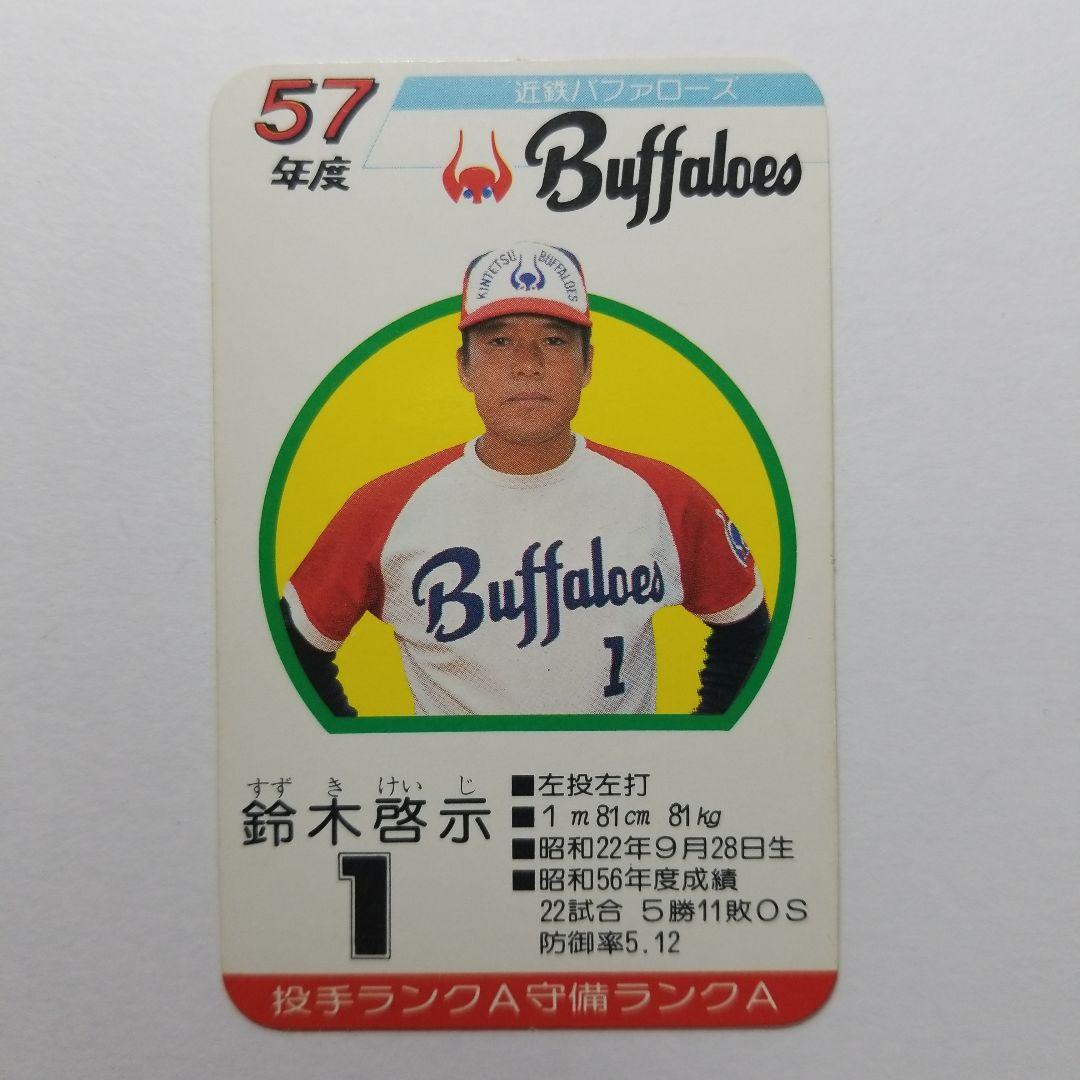 57
年度
近鉄バファローズ
Buffaloes
KINTETSU BUFFALOES
Buffaloes
1
すずきけいじ
鈴木啓示
1
■左投左打
■1m81cm 81kg
■昭和22年9月28日生
■昭和56年度成績
22試合 5勝11敗0S
防御率5.12
投手ランクA守備ランクA